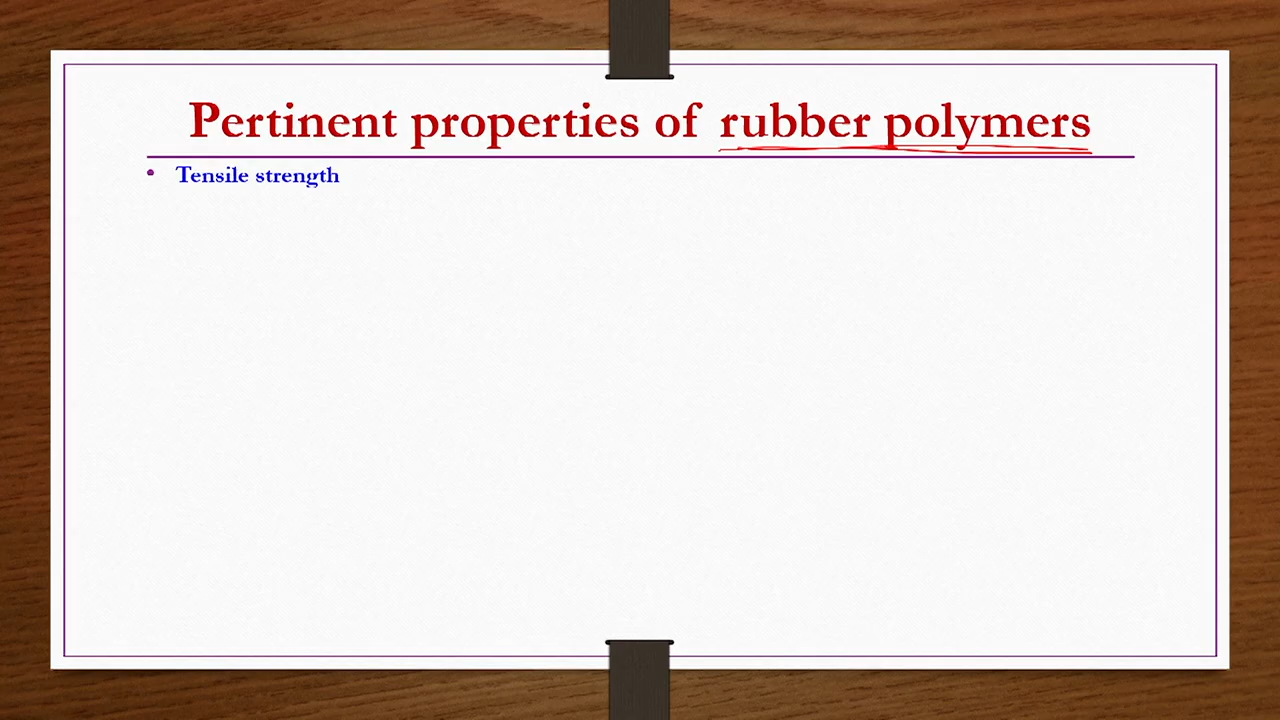 Pertinent properties of rubber polymers
• Tensile strength